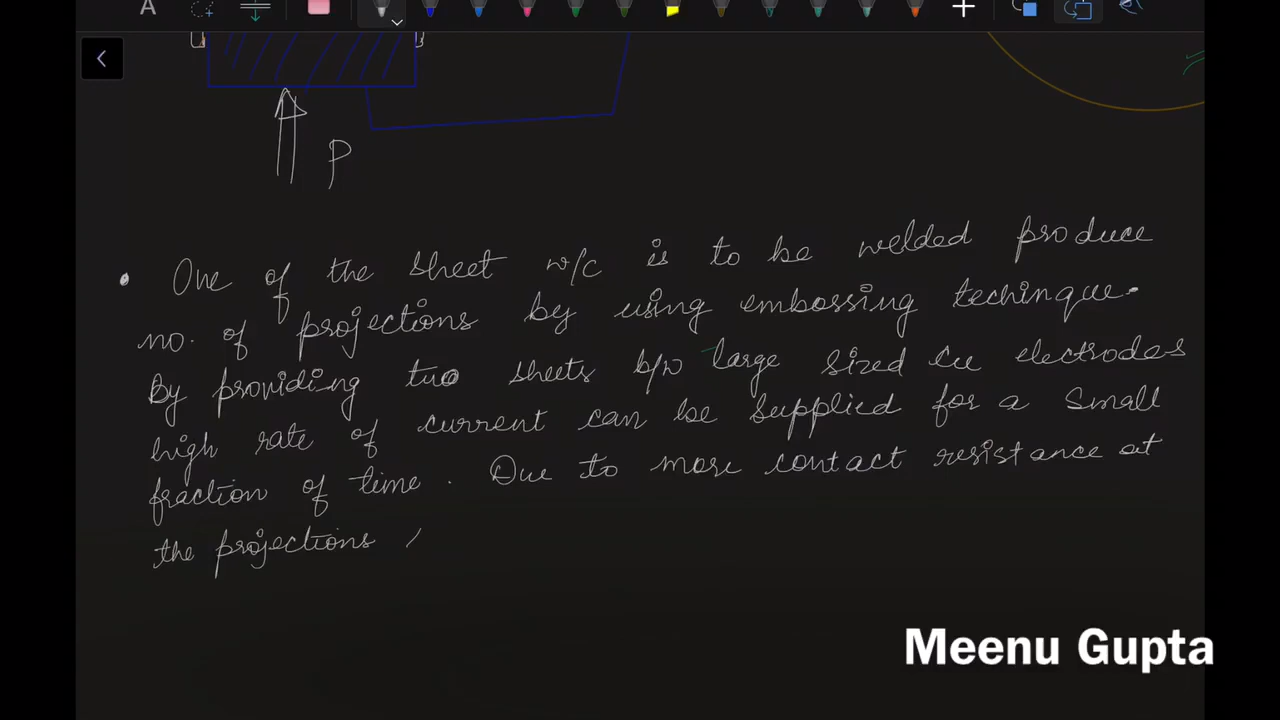 A
P
• One of the sheet w/c is to be welded produce
no. of projections by using embossing techinque.
By providing two sheets b/w large sized cu electrodes
high rate of current can be supplied for a small
fraction of time. Due to more contact resistance at
the projections ,
Meenu Gupta